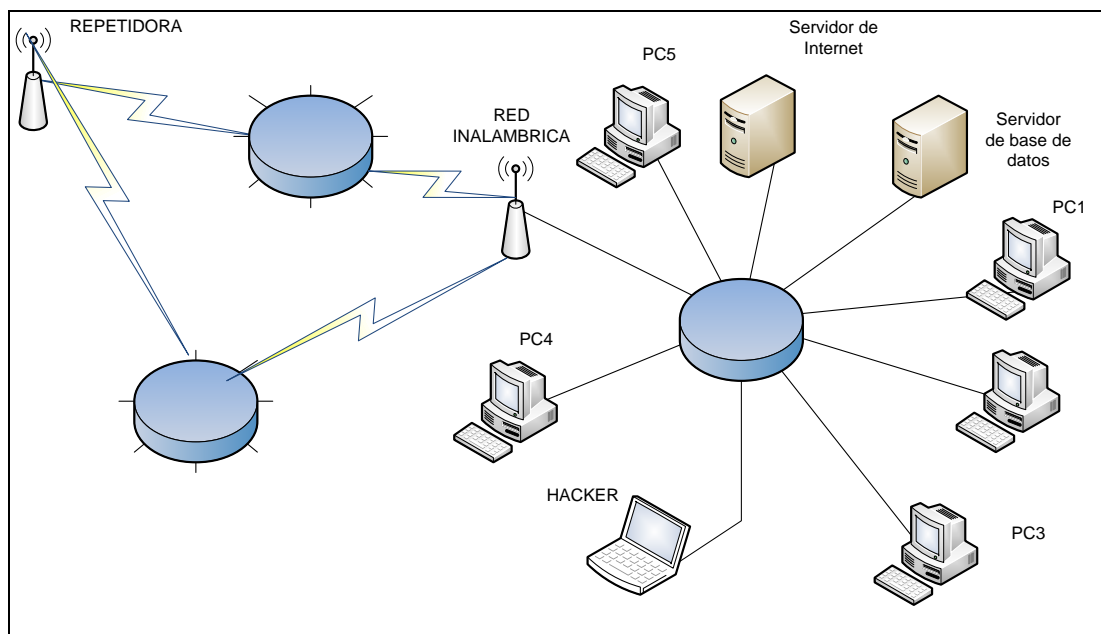 REPETIDORA
Servidor de
Internet
PC5
RED
INALAMBRICA
Servidor
de base de
datos
PC1
PC4
HACKER
PC3